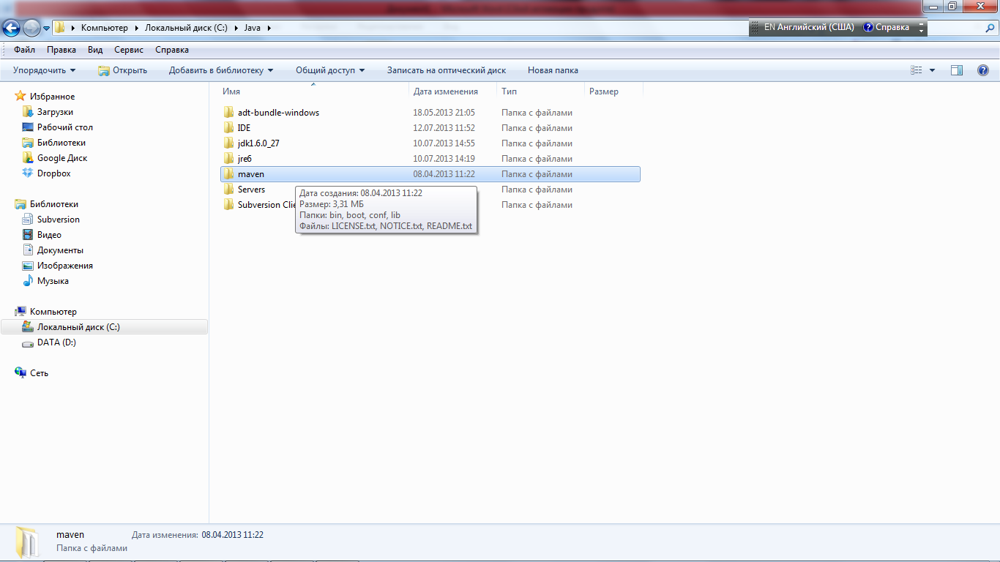 Компьютер Локальный диск (C:) Java
EN Английский (США) Справка
Файл Правка Вид Сервис Справка
Упорядочить Открыть Добавить в библиотеку Общий доступ Записать на оптический диск Новая папка
Избранное
Загрузки
Рабочий стол
Библиотеки
Google Диск
Dropbox
Библиотеки
Subversion
Видео
Документы
Изображения
Музыка
Компьютер
Локальный диск (C:)
DATA (D:)
Сеть
Имя Дата изменения Тип Размер
adt-bundle-windows 18.05.2013 21:05 Папка с файлами
IDE 12.07.2013 11:52 Папка с файлами
jdk1.6.0_27 10.07.2013 14:55 Папка с файлами
jre6 10.07.2013 14:19 Папка с файлами
maven 08.04.2013 11:22 Папка с файлами
Servers Папка с файлами
Subversion Clie Папка с файлами
Дата создания: 08.04.2013 11:22
Размер: 3,31 МБ
Папки: bin, boot, conf, lib
Файлы: LICENSE.txt, NOTICE.txt, README.txt
maven Дата изменения: 08.04.2013 11:22
Папка с файлами